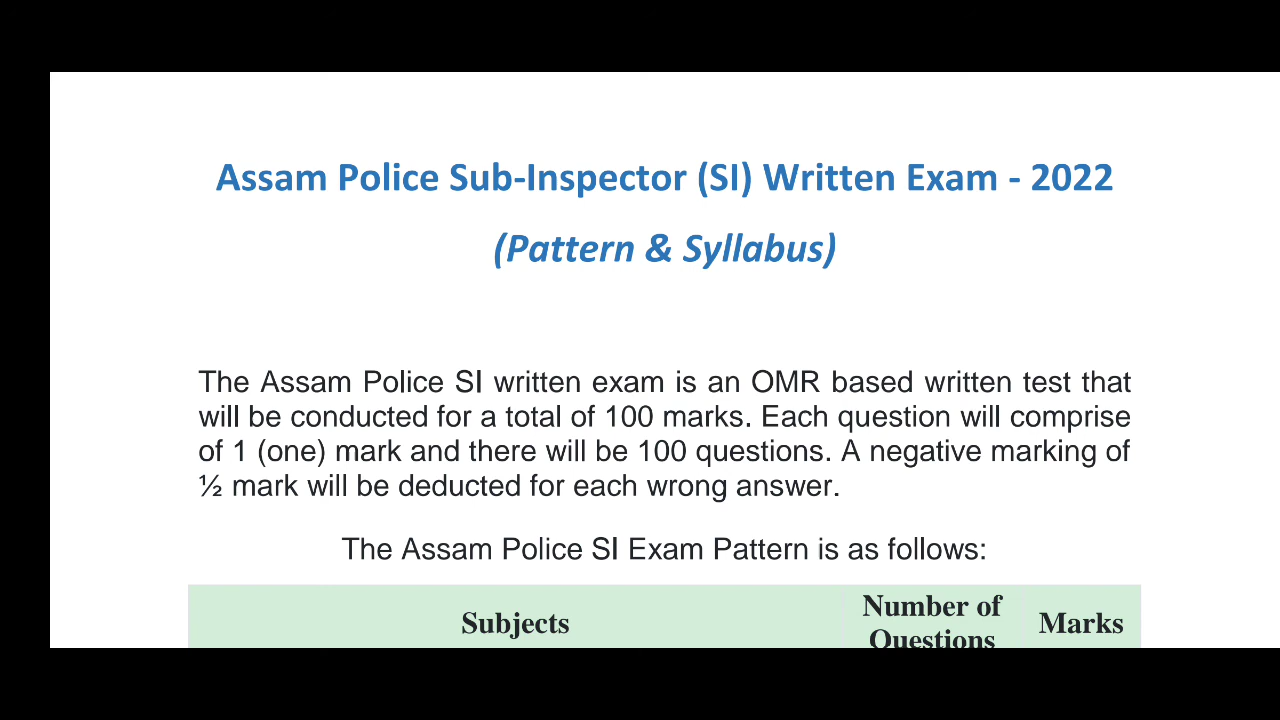 Assam Police Sub-Inspector (SI) Written Exam - 2022
(Pattern & Syllabus)
The Assam Police SI written exam is an OMR based written test that
will be conducted for a total of 100 marks. Each question will comprise
of 1 (one) mark and there will be 100 questions. A negative marking of
½ mark will be deducted for each wrong answer.
The Assam Police SI Exam Pattern is as follows:
Subjects Number of Questions Marks